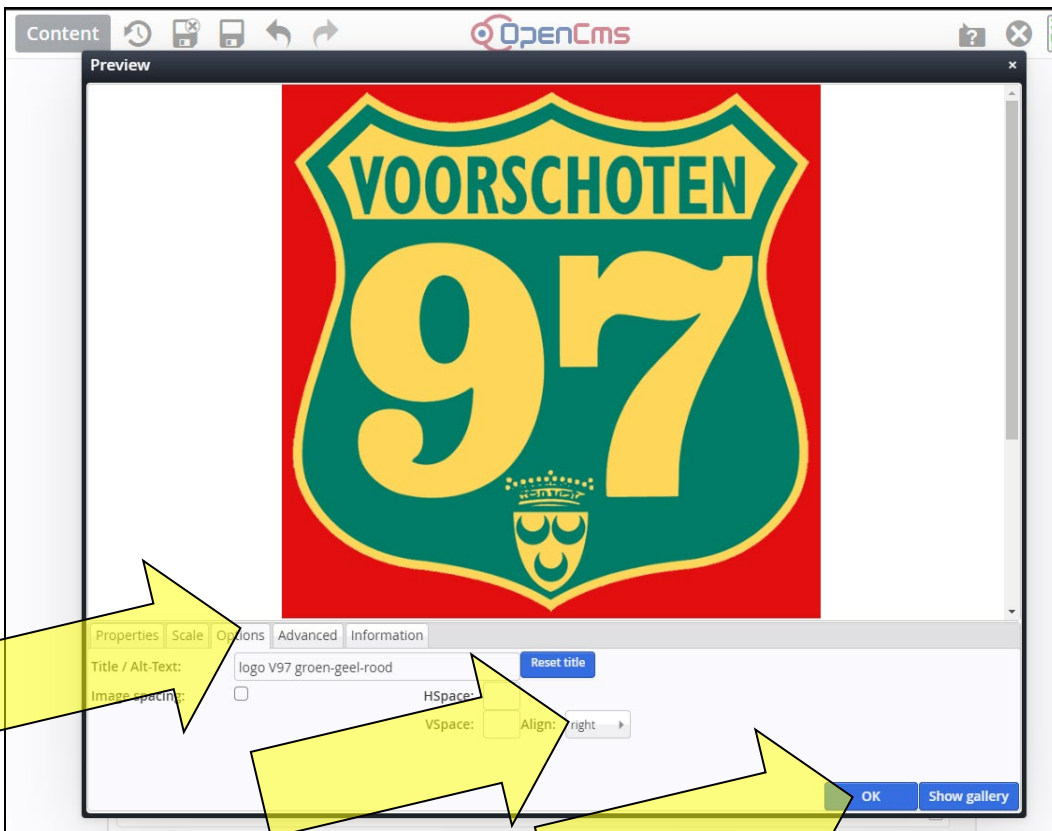 Content
OpenCms
Preview ×
VOORSCHOTEN
97
Properties Scale Options Advanced Information
Title / Alt-Text: logo V97 groen-geel-rood Reset title
Image spacing: HSpace:
VSpace: Align: right
OK Show gallery